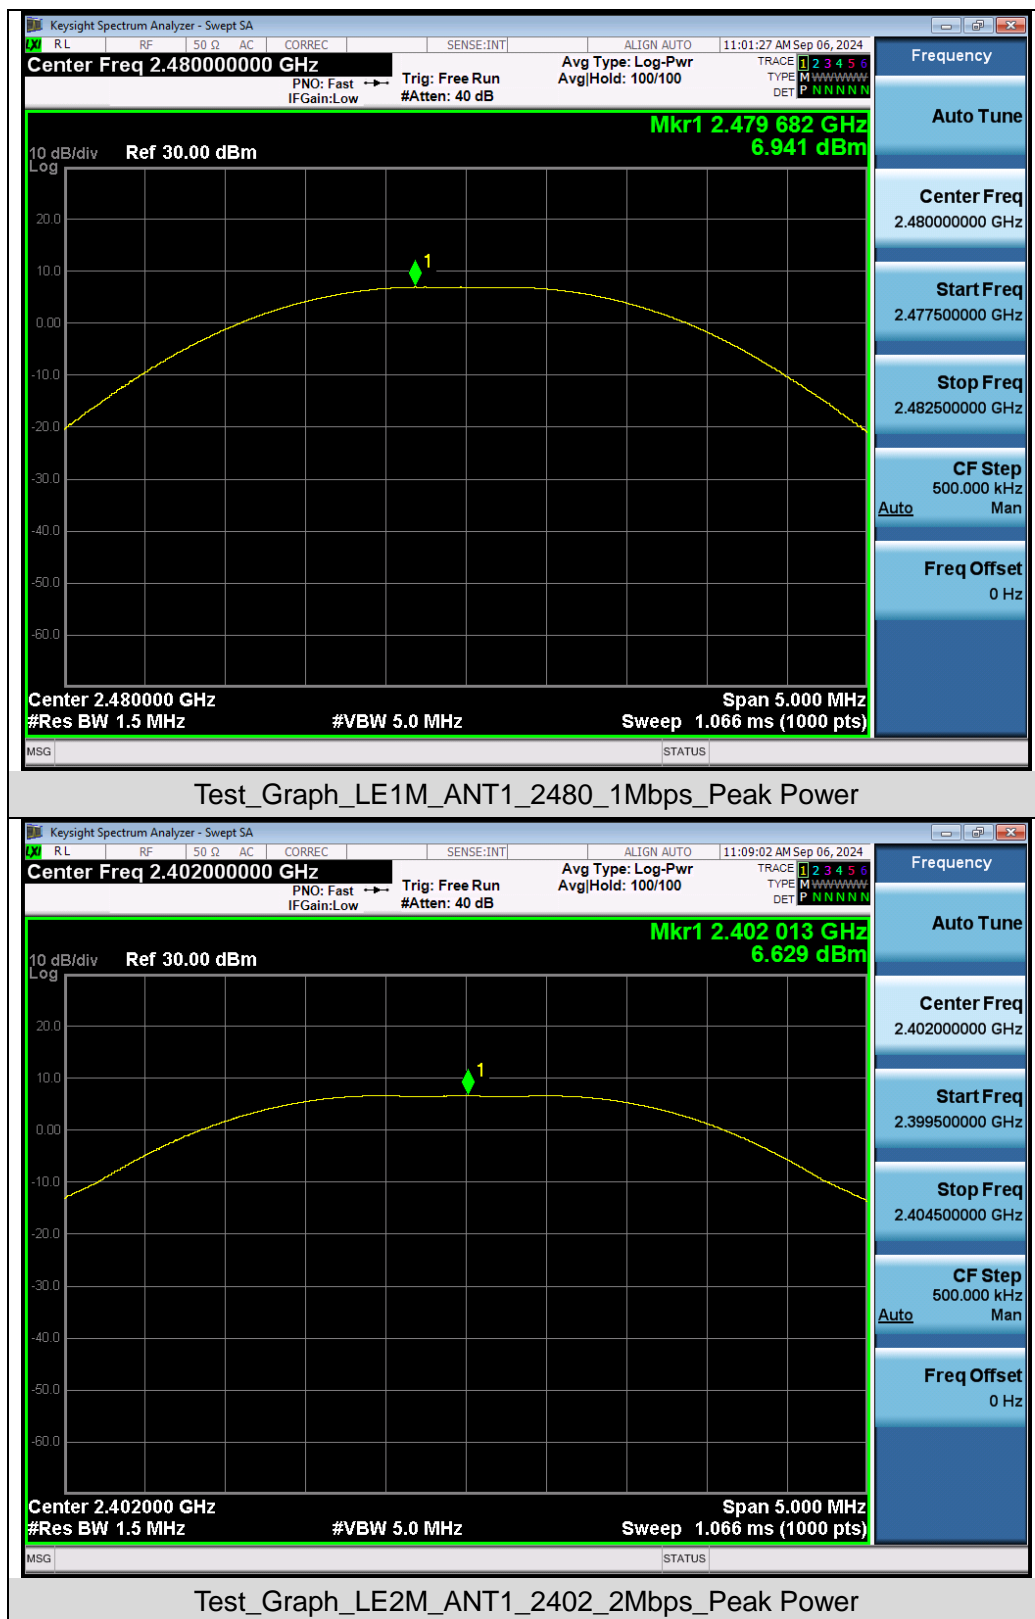 Keysight Spectrum Analyzer - Swept SA
LXI RL RF 50 Ω AC CORREC SENSE:INT ALIGN AUTO 11:01:27 AM Sep 06, 2024
Center Freq 2.480000000 GHz
PNO: Fast
IFGain:Low
Trig: Free Run
#Atten: 40 dB
Avg Type: Log-Pwr
Avg|Hold: 100/100
TRACE 1 2 3 4 5 6
TYPE M WWWWW
DET P N N N N N
Mkr1 2.479 682 GHz
6.941 dBm
10 dB/div Ref 30.00 dBm
Log
20.0
10.0
0.00
-10.0
-20.0
-30.0
-40.0
-50.0
-60.0
1
Center 2.480000 GHz
Span 5.000 MHz
#Res BW 1.5 MHz
#VBW 5.0 MHz
Sweep 1.066 ms (1000 pts)
MSG
STATUS
Frequency
Auto Tune
Center Freq
2.480000000 GHz
Start Freq
2.477500000 GHz
Stop Freq
2.482500000 GHz
CF Step
500.000 kHz
Auto Man
Freq Offset
0 Hz
Test_Graph_LE1M_ANT1_2480_1Mbps_Peak Power
Keysight Spectrum Analyzer - Swept SA
LXI RL RF 50 Ω AC CORREC SENSE:INT ALIGN AUTO 11:09:02 AM Sep 06, 2024
Center Freq 2.402000000 GHz
PNO: Fast
IFGain:Low
Trig: Free Run
#Atten: 40 dB
Avg Type: Log-Pwr
Avg|Hold: 100/100
TRACE 1 2 3 4 5 6
TYPE M WWWWW
DET P N N N N N
Mkr1 2.402 013 GHz
6.629 dBm
10 dB/div Ref 30.00 dBm
Log
20.0
10.0
0.00
-10.0
-20.0
-30.0
-40.0
-50.0
-60.0
1
Center 2.402000 GHz
Span 5.000 MHz
#Res BW 1.5 MHz
#VBW 5.0 MHz
Sweep 1.066 ms (1000 pts)
MSG
STATUS
Frequency
Auto Tune
Center Freq
2.402000000 GHz
Start Freq
2.399500000 GHz
Stop Freq
2.404500000 GHz
CF Step
500.000 kHz
Auto Man
Freq Offset
0 Hz
Test_Graph_LE2M_ANT1_2402_2Mbps_Peak Power